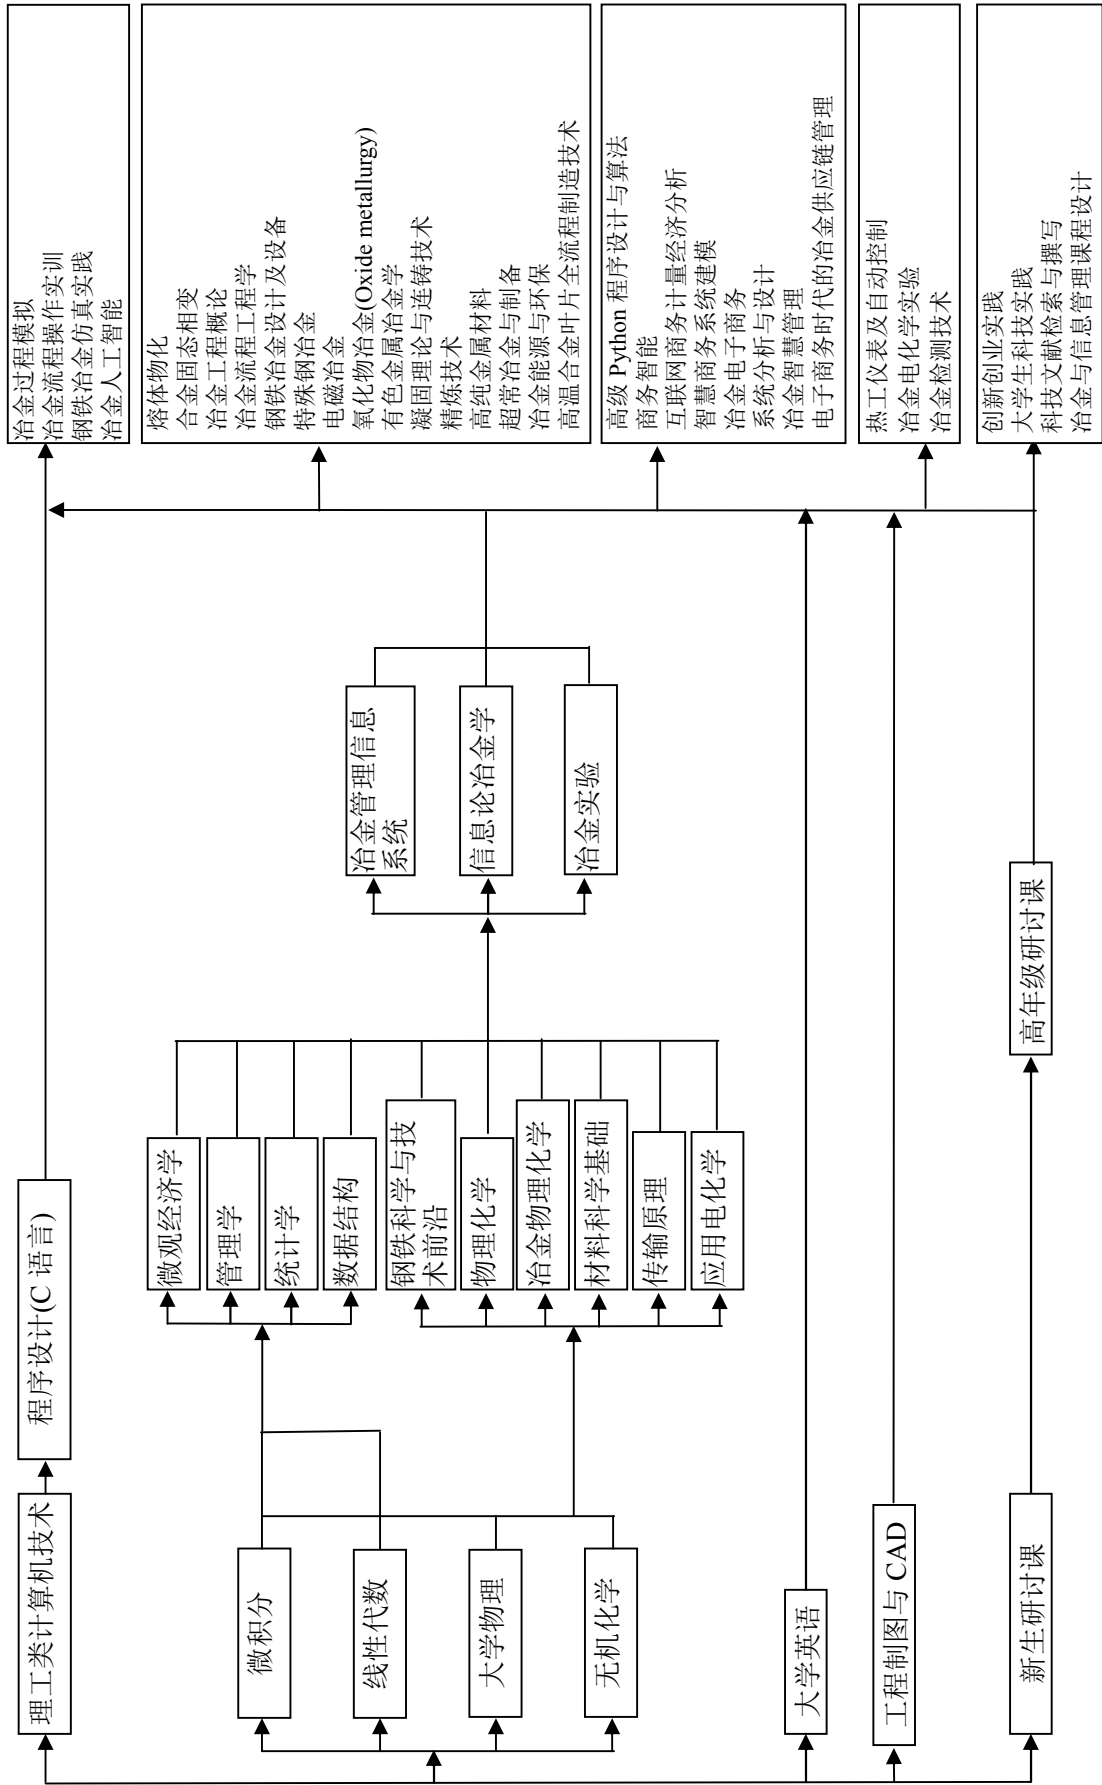 理工类计算机技术
微积分
线性代数
大学物理
无机化学
大学英语
工程制图与 CAD
新生研讨课
程序设计(C 语言)
微观经济学
管理学
统计学
数据结构
钢铁科学与技
术前沿
物理化学
冶金物理化学
材料科学基础
传输原理
应用电化学
高年级研讨课
冶金管理信息
系统
信息论冶金学
冶金实验
冶金过程模拟
冶金流程操作实训
钢铁冶金仿真实践
冶金人工智能
熔体物化
合金固态相变
冶金工程概论
冶金流程工程学
钢铁冶金设计及设备
特殊钢冶金
电磁冶金
氧化物冶金(Oxide metallurgy)
有色金属冶金学
凝固理论与连铸技术
精炼技术
高纯金属材料
超常冶金与制备
冶金能源与环保
高温合金叶片全流程制造技术
高级 Python 程序设计与算法
商务智能
互联网商务计量经济分析
智慧商务系统建模
冶金电子商务
系统分析与设计
冶金智慧管理
电子商务时代的冶金供应链管理
热工仪表及自动控制
冶金电化学实验
冶金检测技术
创新创业实践
大学生科技实践
科技文献检索与撰写
冶金与信息管理课程设计